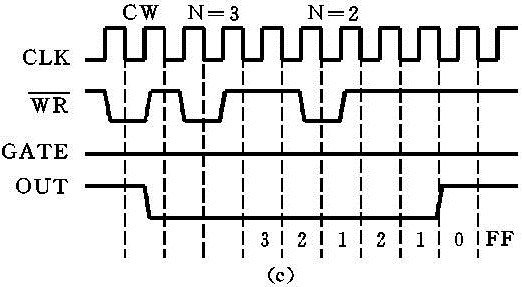 CW N=3 N=2
CLK
WR
GATE
OUT
3 2 1 2 1 0 FF
(c)